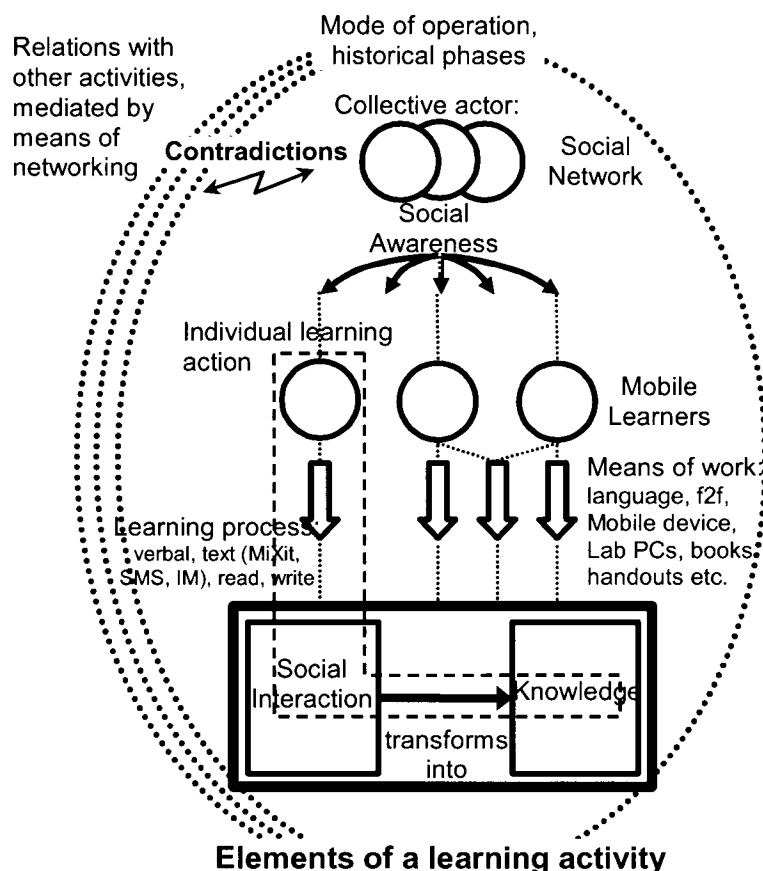 Mode of operation,
historical phases
Relations with
other activities,
mediated by
means of
networking
Collective actor:
Contradictions
Social
Network
Social
Awareness
Individual learning
action
Mobile
Learners
Means of work:
language, f2f,
Mobile device,
Lab PCs, books
handouts etc.
Learning process:
verbal, text (MiXit,
SMS, IM), read, write
Social
Interaction
Knowledge
transforms
into
Elements of a learning activity